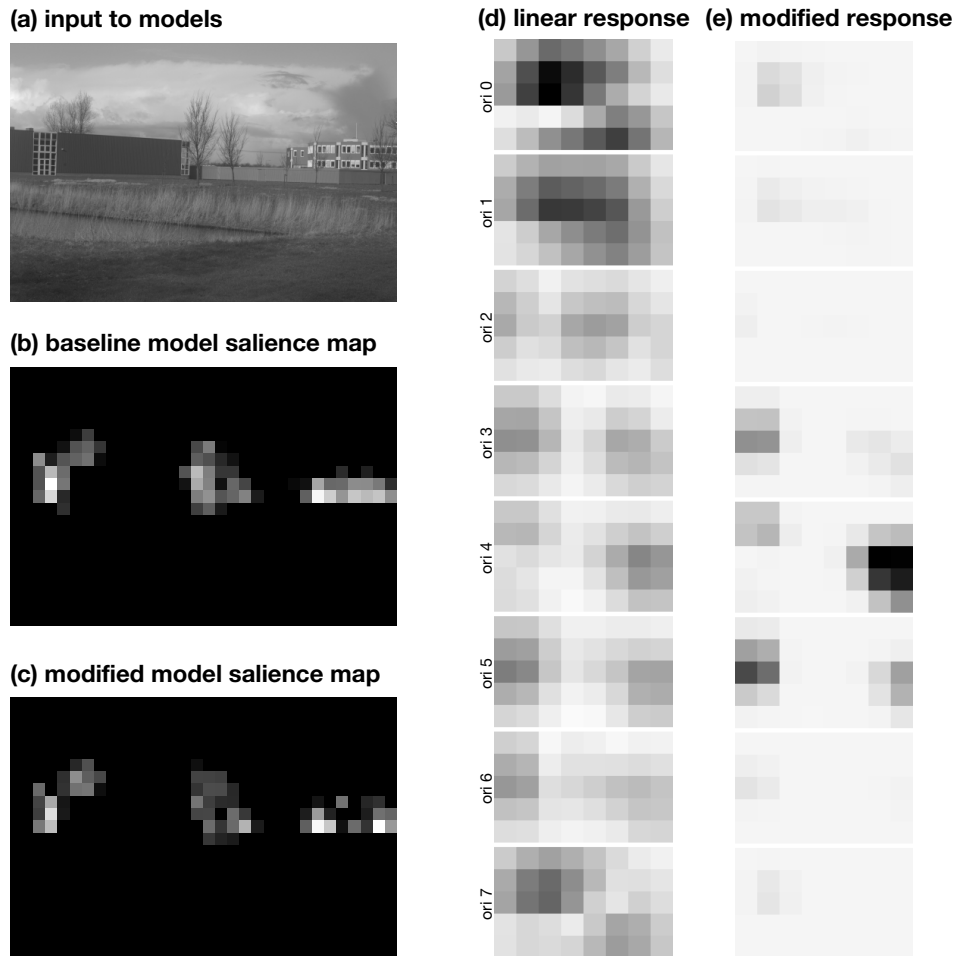 (a) input to models
(b) baseline model salience map
(c) modified model salience map
(d) linear response
(e) modified response
ori 0
ori 1
ori 2
ori 3
ori 4
ori 5
ori 6
ori 7